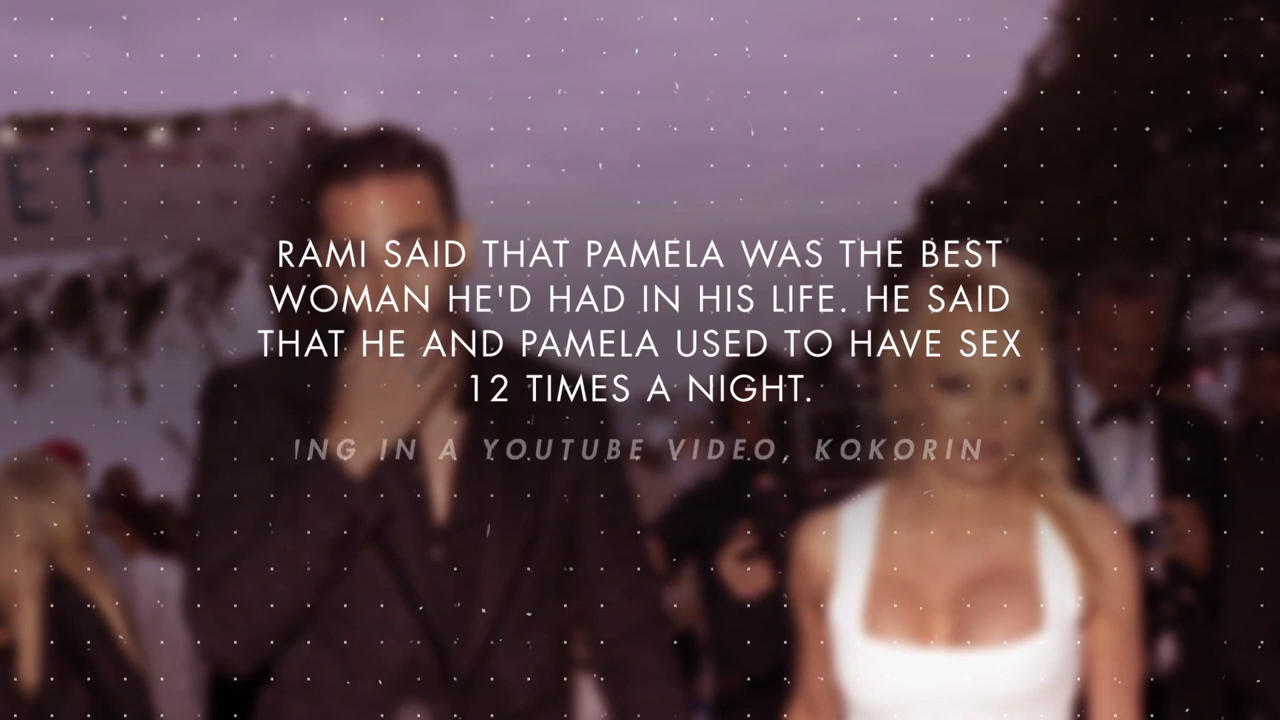 ET
RAMI SAID THAT PAMELA WAS THE BEST
WOMAN HE'D HAD IN HIS LIFE. HE SAID
THAT HE AND PAMELA USED TO HAVE SEX
12 TIMES A NIGHT.
ING IN A YOUTUBE VIDEO, KOKORIN